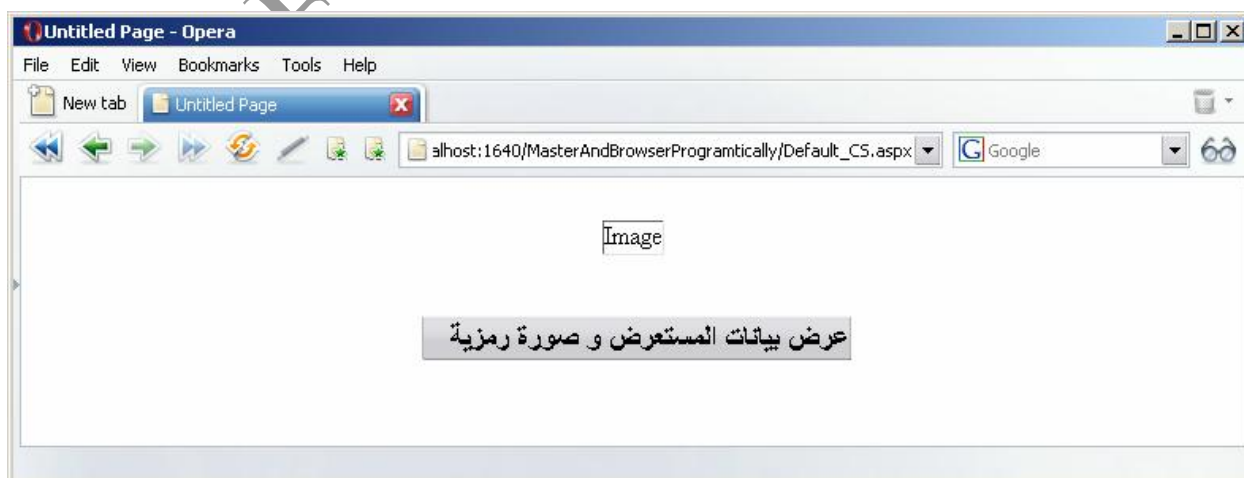 Untitled Page - Opera
File Edit View Bookmarks Tools Help
New tab Untitled Page
alhost:1640/MasterAndBrowserProgramtically/Default_CS.aspx Google
Image
عرض بيانات المستعرض و صورة رمزية